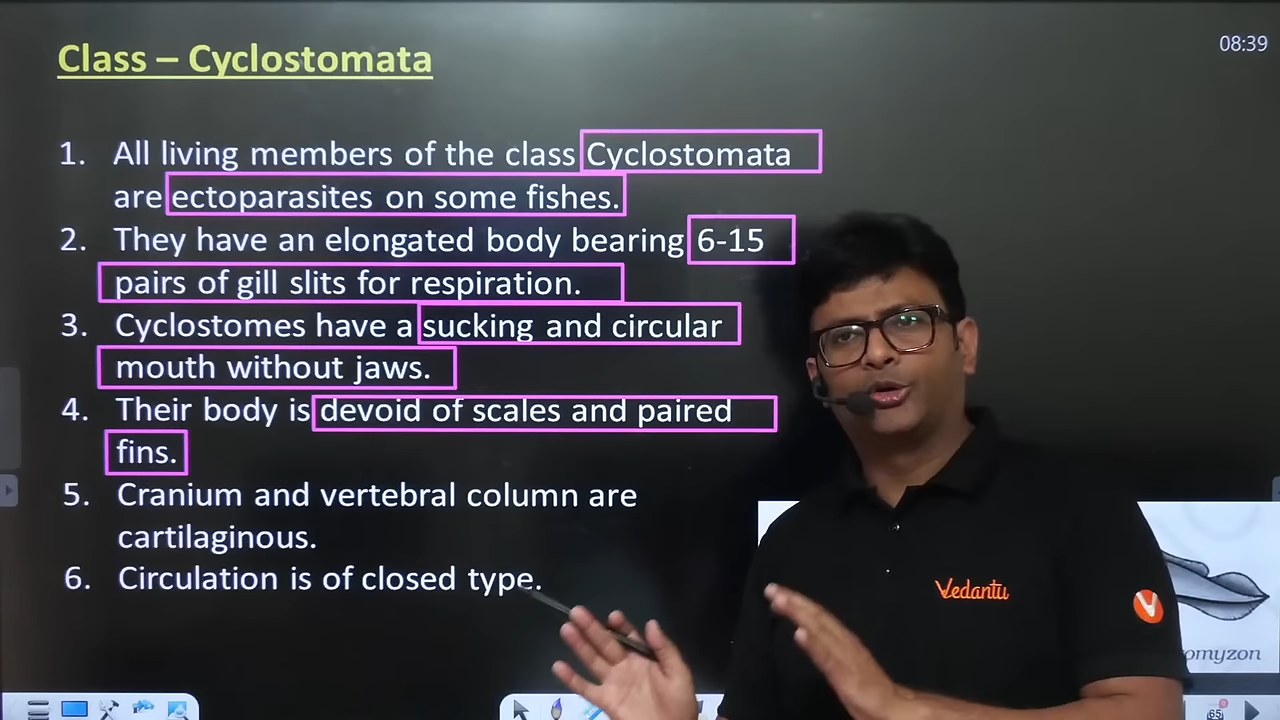 Class – Cyclostomata
08:39
1. All living members of the class Cyclostomata
are ectoparasites on some fishes.
2. They have an elongated body bearing 6-15
pairs of gill slits for respiration.
3. Cyclostomes have a sucking and circular
mouth without jaws.
4. Their body is devoid of scales and paired
fins.
5. Cranium and vertebral column are
cartilaginous.
6. Circulation is of closed type.
Vedantu
V
omyzon
65